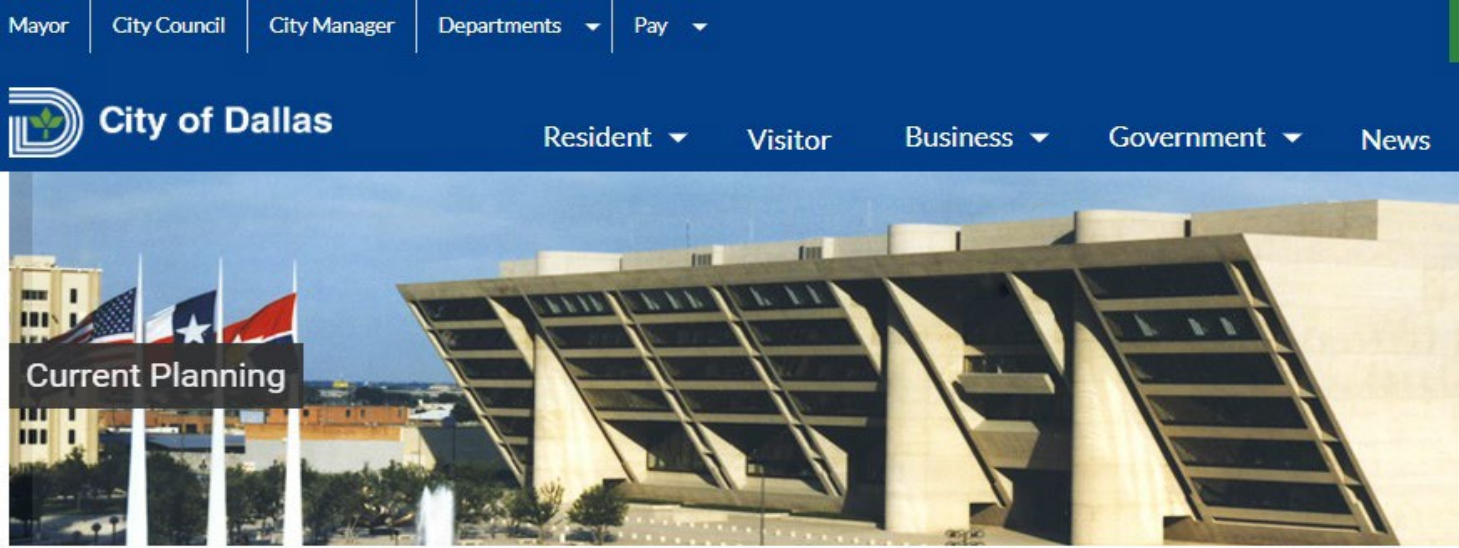 Mayor City Council City Manager Departments Pay
City of Dallas
Resident Visitor Business Government News
Current Planning